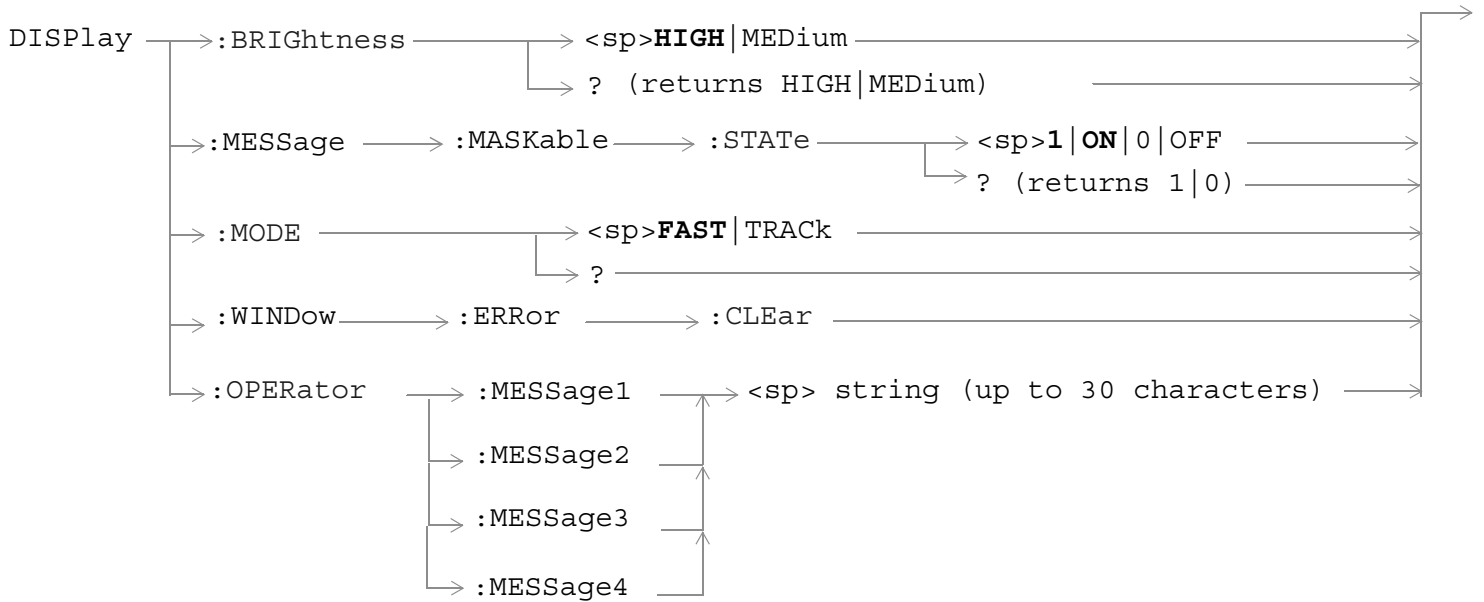 DISPlay :BRIGhtness <sp>HIGH|MEDium
? (returns HIGH|MEDium)
:MESSage :MASKable :STATe <sp>1|ON|0|OFF
? (returns 1|0)
:MODE <sp>FAST|TRACk
?
:WINDow :ERRor :CLEar
:OPERator :MESSage1 <sp> string (up to 30 characters)
:MESSage2
:MESSage3
:MESSage4